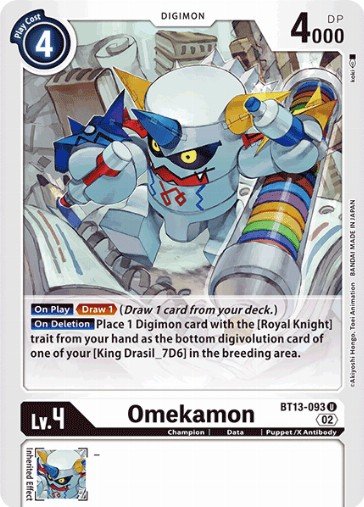 Play Cost
4
DIGIMON
4000
DP
koki
[On Play] [Draw 1] (Draw 1 card from your deck.)
[On Deletion] Place 1 Digimon card with the [Royal Knight]
trait from your hand as the bottom digivolution card of
one of your [King Drasil_7D6] in the breeding area.
©Akiyoshi Hongo, Toei Animation BANDAI MADE IN JAPAN
Lv.4
Omekamon
BT13-093 U
02
Champion | Data | Puppet/X Antibody
Inherited Effect
–